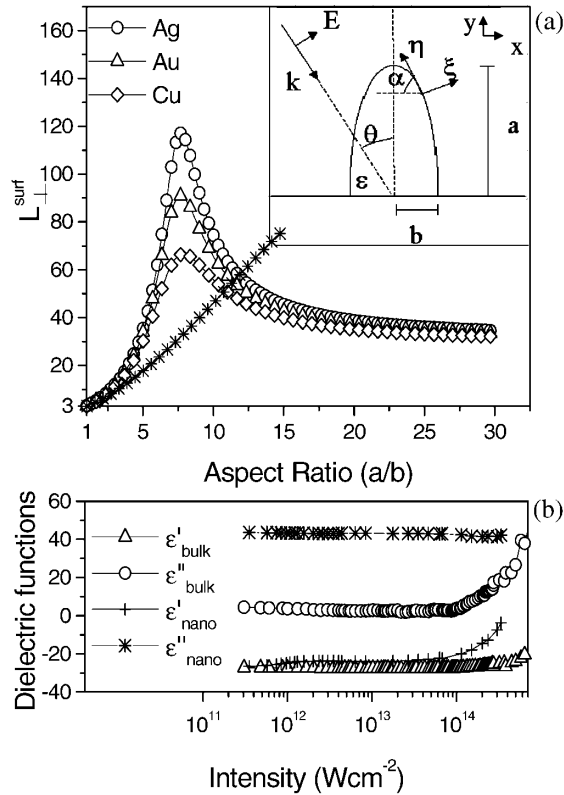 160
140
120
100
80
60
40
20
3
L⊥surf
Ag
Au
Cu
(a)
E
k
θ
ε
α
η
ξ
y
x
a
b
1
5
10
15
20
25
30
Aspect Ratio (a/b)
(b)
60
40
20
0
-20
-40
Dielectric functions
ε'bulk
ε''bulk
ε'nano
ε''nano
10^11
10^12
10^13
10^14
Intensity (Wcm^-2)